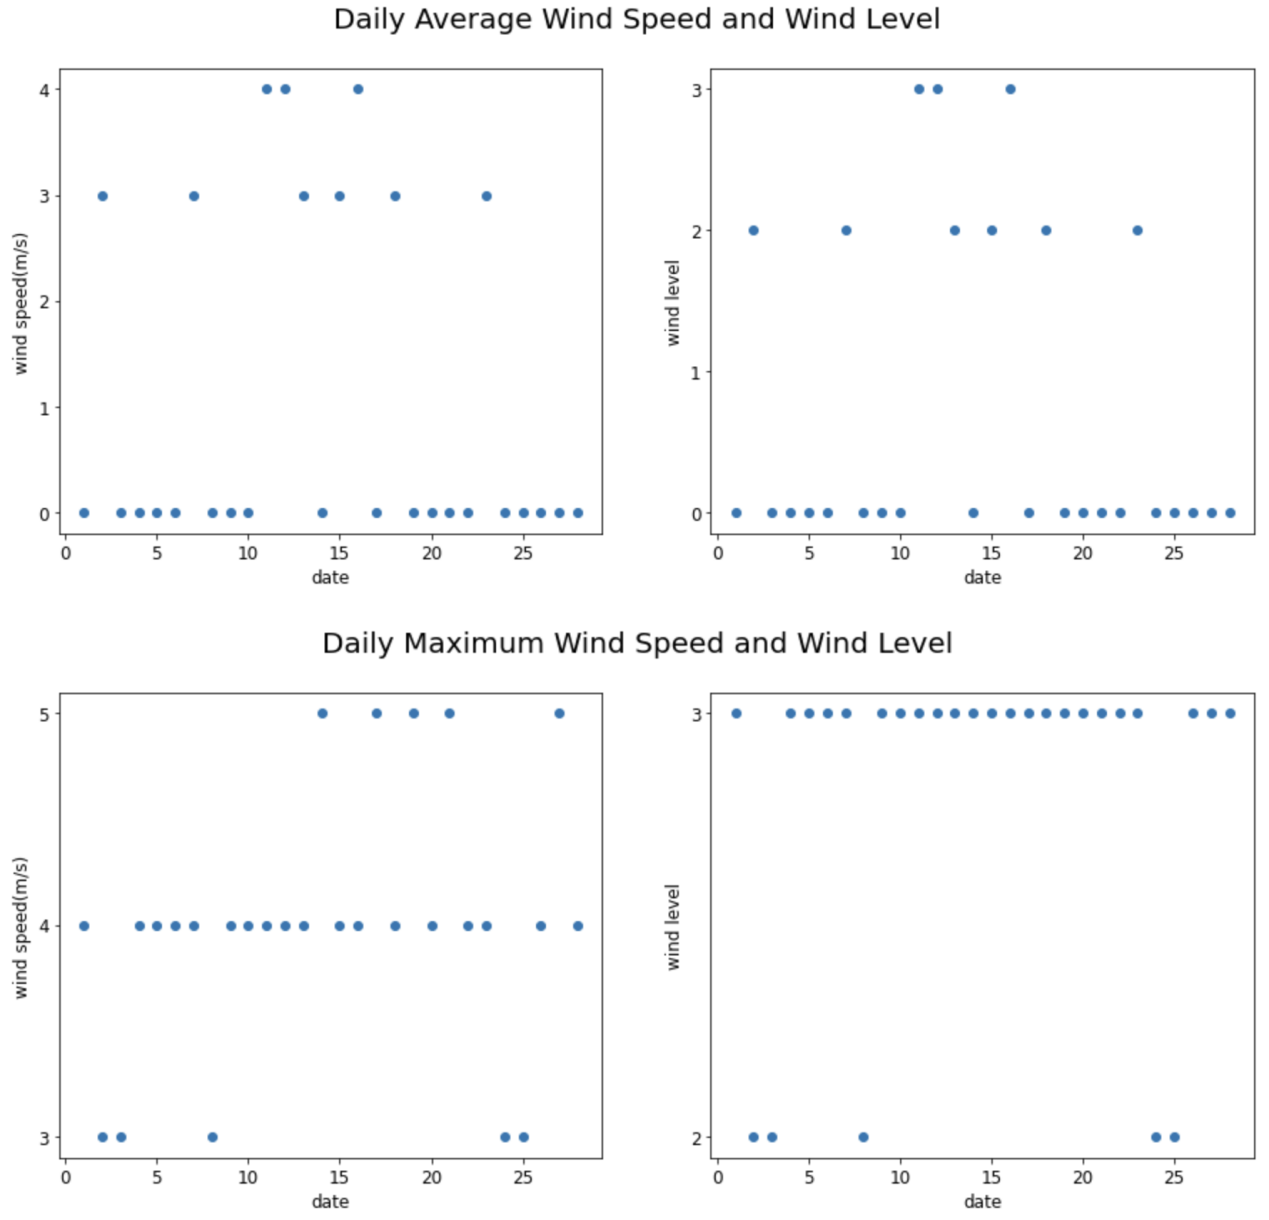 Daily Average Wind Speed and Wind Level
4
3
2
1
0
wind speed(m/s)
0 5 10 15 20 25
date
3
2
1
0
wind level
0 5 10 15 20 25
date
Daily Maximum Wind Speed and Wind Level
5
4
3
wind speed(m/s)
0 5 10 15 20 25
date
3
2
wind level
0 5 10 15 20 25
date